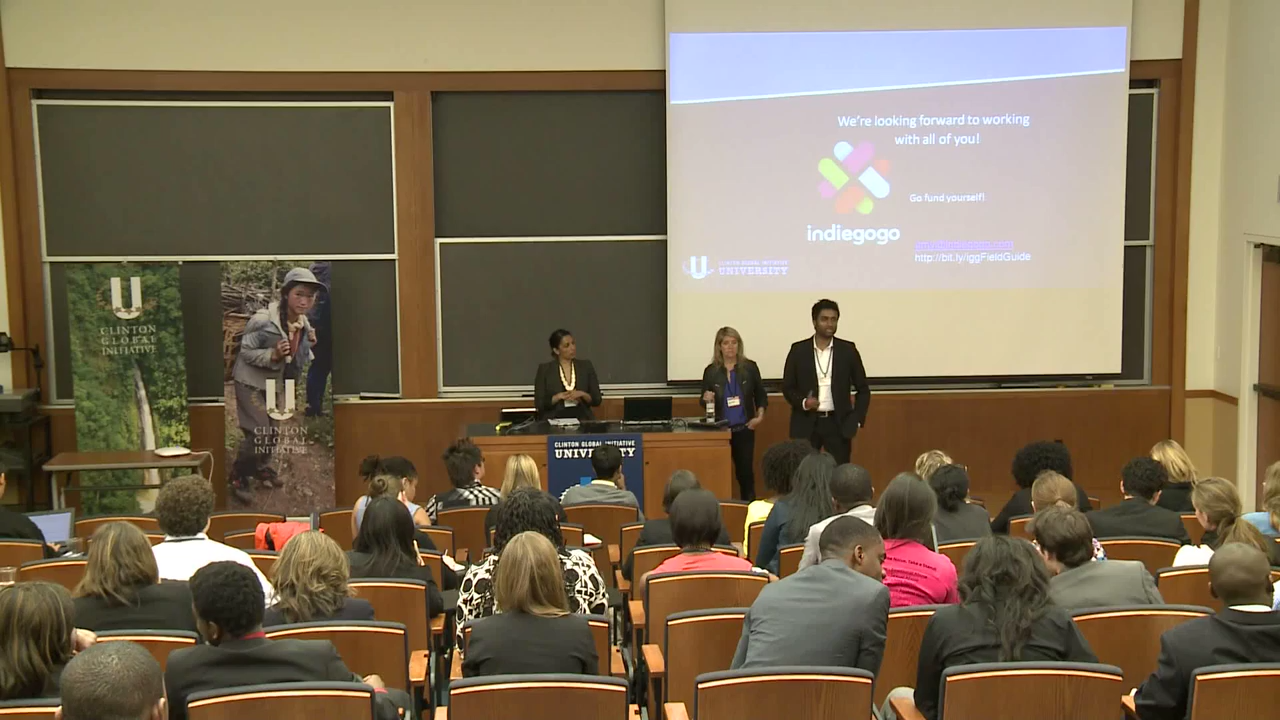 We're looking forward to working
with all of you!
Go fund yourself!
indiegogo
http://bit.ly/iggFieldGuide
U
CLINTON GLOBAL INITIATIVE
UNIVERSITY
U
CLINTON
GLOBAL
INITIATIVE
U
CLINTON
GLOBAL
INITIATIVE
CLINTON GLOBAL INITIATIVE
UNIVERSITY